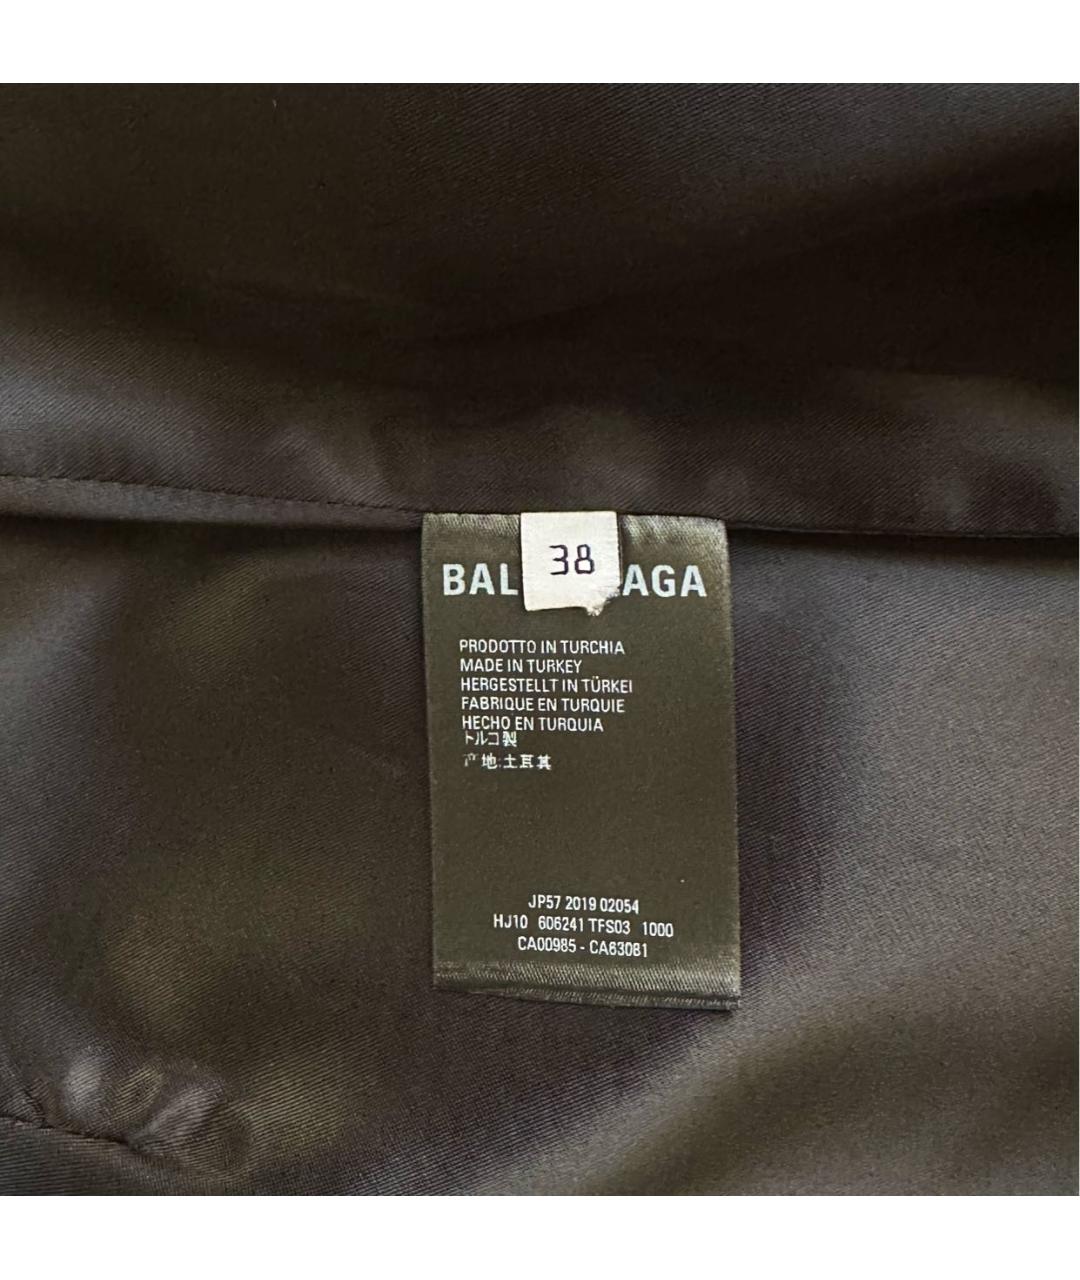 38
BAL AGA
PRODOTTO IN TURCHIA
MADE IN TURKEY
HERGESTELLT IN TÜRKEI
FABRIQUE EN TURQUIE
HECHO EN TURQUIA
トルコ製
产地:土耳其
JP57 2019 02054
HJ10 606241 TFS03 1000
CA00985 - CA63081